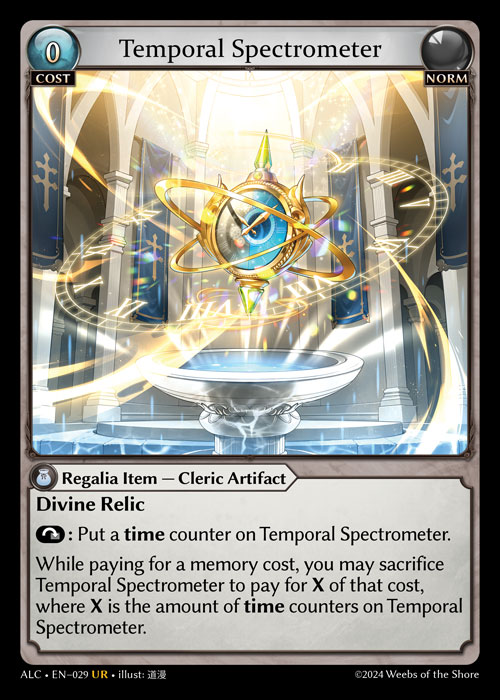 0
Temporal Spectrometer
COST
NORM
Regalia Item — Cleric Artifact
Divine Relic
: Put a time counter on Temporal Spectrometer.
While paying for a memory cost, you may sacrifice
Temporal Spectrometer to pay for X of that cost,
where X is the amount of time counters on Temporal
Spectrometer.
ALC • EN–029 UR • illust: 道漫
©2024 Weebs of the Shore